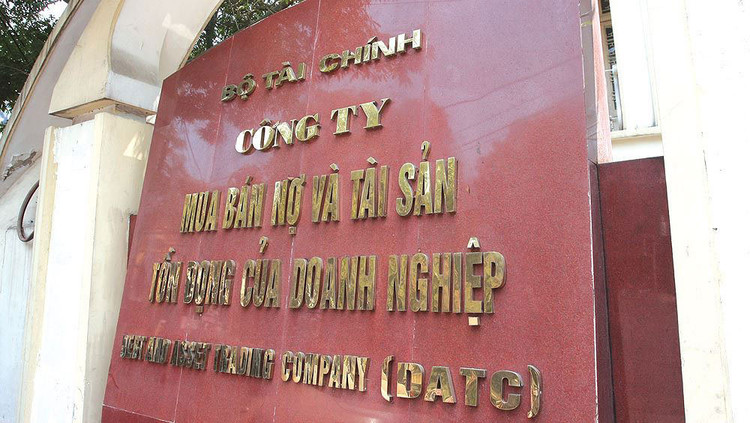 BỘ TÀI CHÍNH
CÔNG TY
MUA BÁN NỢ VÀ TÀI SẢN
TỒN ĐỌNG CỦA DOANH NGHIỆP
DEBT AND ASSET TRADING COMPANY (DATC)